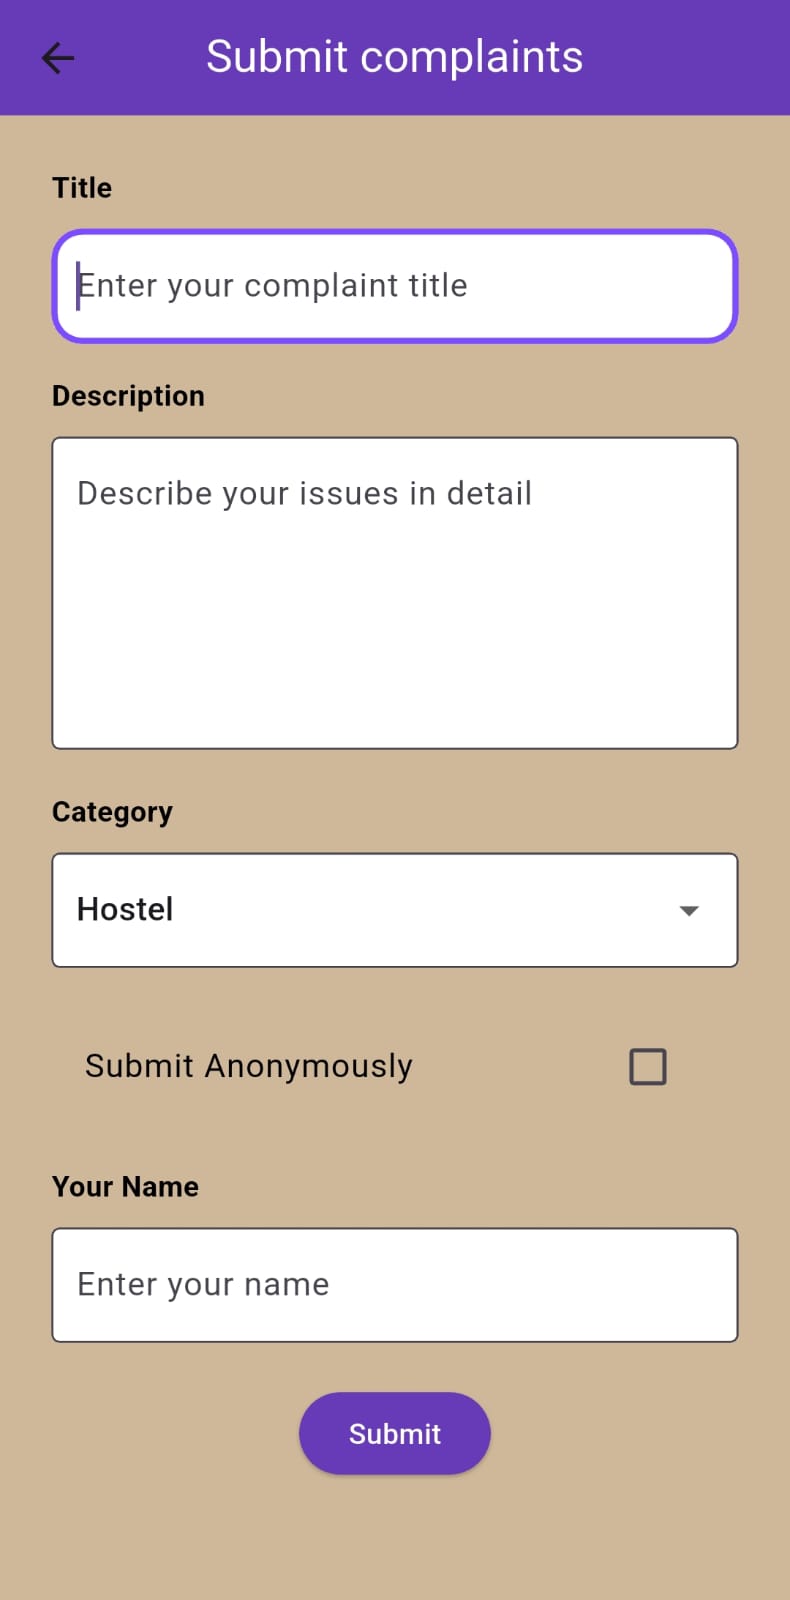 Submit complaints
Title
Enter your complaint title
Description
Describe your issues in detail
Category
Hostel
Submit Anonymously
Your Name
Enter your name
Submit